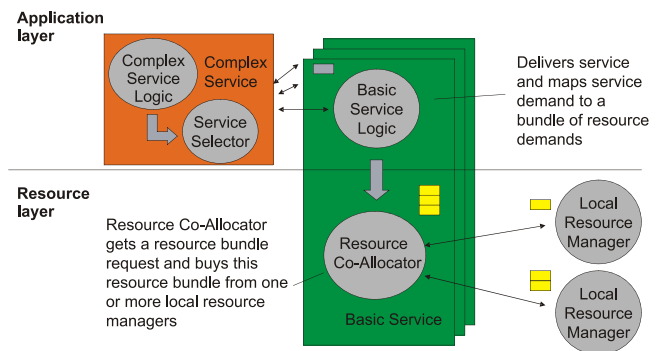 Application
layer
Complex
Service
Logic
Complex
Service
Service
Selector
Basic
Service
Logic
Delivers service
and maps service
demand to a
bundle of resource
demands
Resource
layer
Resource Co-Allocator
gets a resource bundle
request and buys this
resource bundle from one
or more local resource
managers
Resource
Co-Allocator
Basic Service
Local
Resource
Manager
Local
Resource
Manager